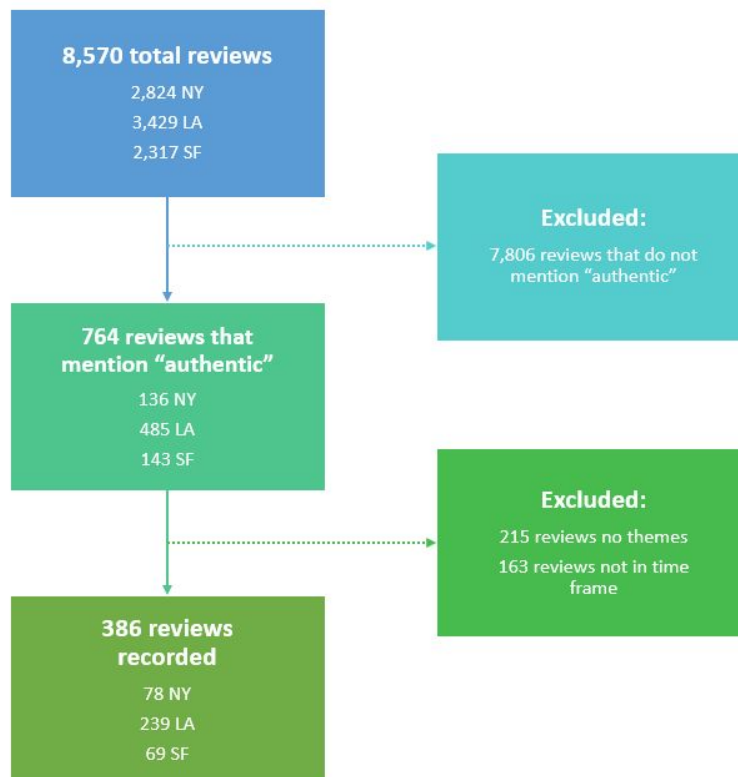 8,570 total reviews
2,824 NY
3,429 LA
2,317 SF
Excluded:
7,806 reviews that do not
mention “authentic”
764 reviews that
mention “authentic”
136 NY
485 LA
143 SF
Excluded:
215 reviews no themes
163 reviews not in time
frame
386 reviews
recorded
78 NY
239 LA
69 SF